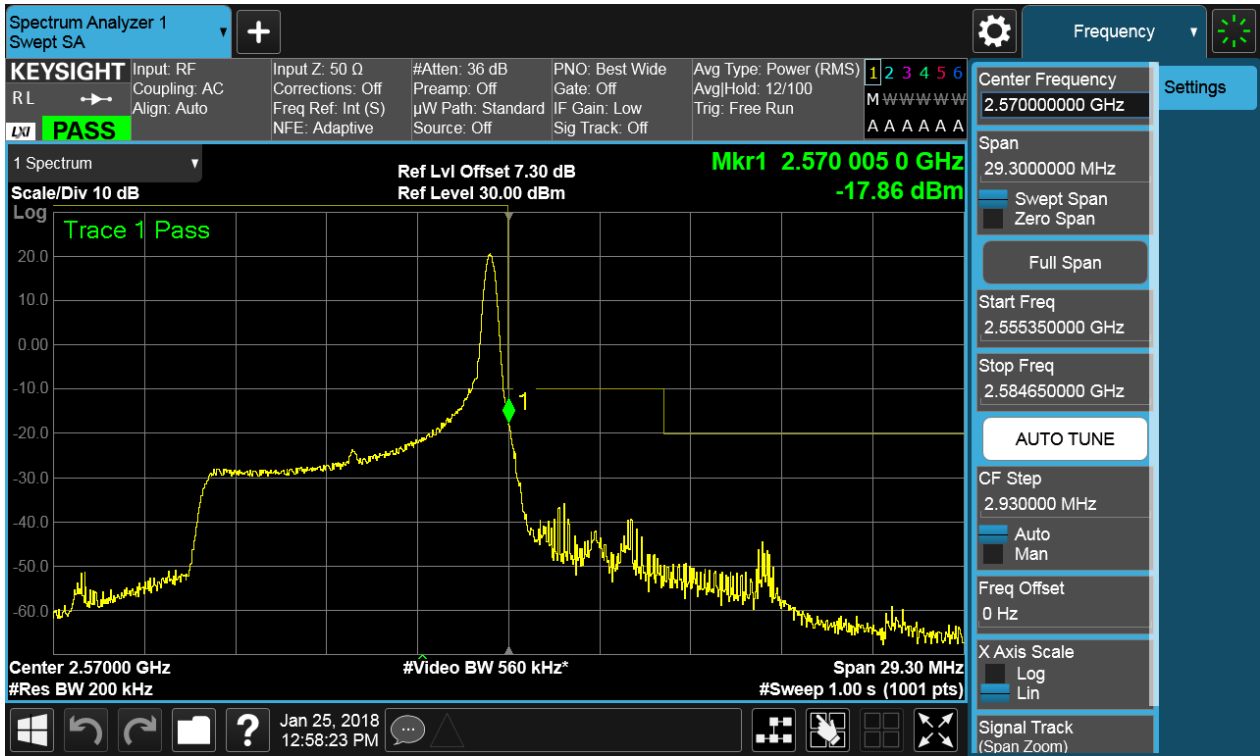 Spectrum Analyzer 1
Swept SA
Frequency
KEYSIGHT
R L
LXI
PASS
Input: RF
Coupling: AC
Align: Auto
Input Z: 50 Ω
Corrections: Off
Freq Ref: Int (S)
NFE: Adaptive
#Atten: 36 dB
Preamp: Off
µW Path: Standard
Source: Off
PNO: Best Wide
Gate: Off
IF Gain: Low
Sig Track: Off
Avg Type: Power (RMS)
Avg|Hold: 12/100
Trig: Free Run
1 2 3 4 5 6
M W W W W W
A A A A A A
1 Spectrum
Scale/Div 10 dB
Ref Lvl Offset 7.30 dB
Ref Level 30.00 dBm
Mkr1 2.570 005 0 GHz
-17.86 dBm
Log
Trace 1 Pass
20.0
10.0
0.00
-10.0
-20.0
-30.0
-40.0
-50.0
-60.0
1
Center 2.57000 GHz
#Res BW 200 kHz
#Video BW 560 kHz*
Span 29.30 MHz
#Sweep 1.00 s (1001 pts)
Center Frequency
2.570000000 GHz
Span
29.3000000 MHz
Swept Span
Zero Span
Full Span
Start Freq
2.555350000 GHz
Stop Freq
2.584650000 GHz
AUTO TUNE
CF Step
2.930000 MHz
Auto
Man
Freq Offset
0 Hz
X Axis Scale
Log
Lin
Signal Track
(Span Zoom)
Settings
?
Jan 25, 2018
12:58:23 PM